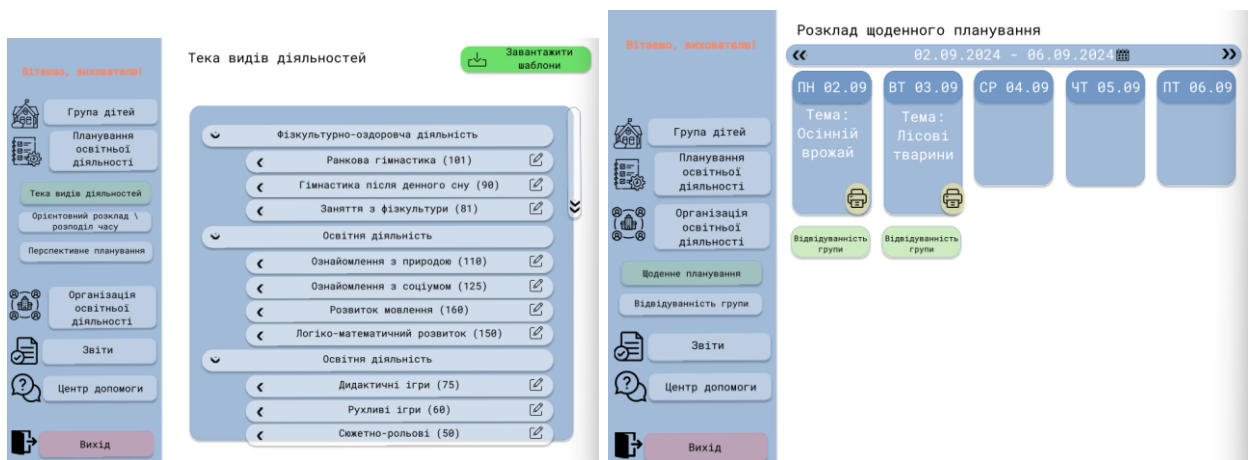 Вітаємо, вихователю!
Група дітей
Планування
освітньої
діяльності
Тека видів діяльностей
Орієнтовний розклад \
розподіл часу
Перспективне планування
Організація
освітньої
діяльності
Звіти
Центр допомоги
Вихід
Тека видів діяльностей
Завантажити
шаблони
Фізкультурно-оздоровча діяльність
Ранкова гімнастика (101)
Гімнастика після денного сну (90)
Заняття з фізкультури (81)
Освітня діяльність
Ознайомлення з природою (110)
Ознайомлення з соціумом (125)
Розвиток мовлення (160)
Логіко-математичний розвиток (150)
Освітня діяльність
Дидактичні ігри (75)
Рухливі ігри (60)
Сюжетно-рольові (50)
Вітаємо, вихователю!
Група дітей
Планування
освітньої
діяльності
Організація
освітньої
діяльності
Щоденне планування
Відвідуванність групи
Звіти
Центр допомоги
Вихід
Розклад щоденного планування
02.09.2024 - 06.09.2024
ПН 02.09
Тема:
Осінній
врожай
Відвідуванність
групи
ВТ 03.09
Тема:
Лісові
тварини
Відвідуванність
групи
СР 04.09
ЧТ 05.09
ПТ 06.09